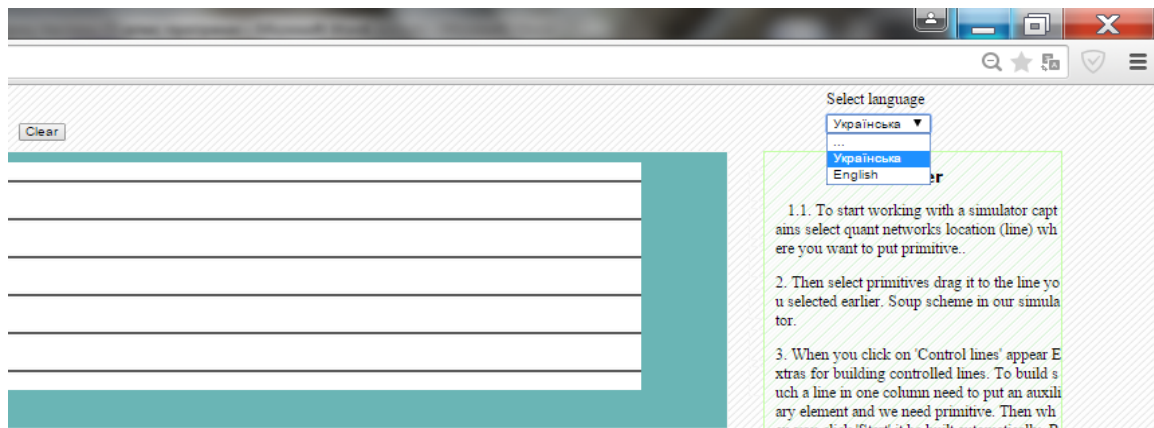 Select language
Clear
Українська
...
Українська
English
er
1.1. To start working with a simulator capt
ains select quant networks location (line) wh
ere you want to put primitive..
2. Then select primitives drag it to the line yo
u selected earlier. Soup scheme in our simula
tor.
3. When you click on 'Control lines' appear E
xtras for building controlled lines. To build s
uch a line in one column need to put an auxili
ary element and we need primitive. Then wh